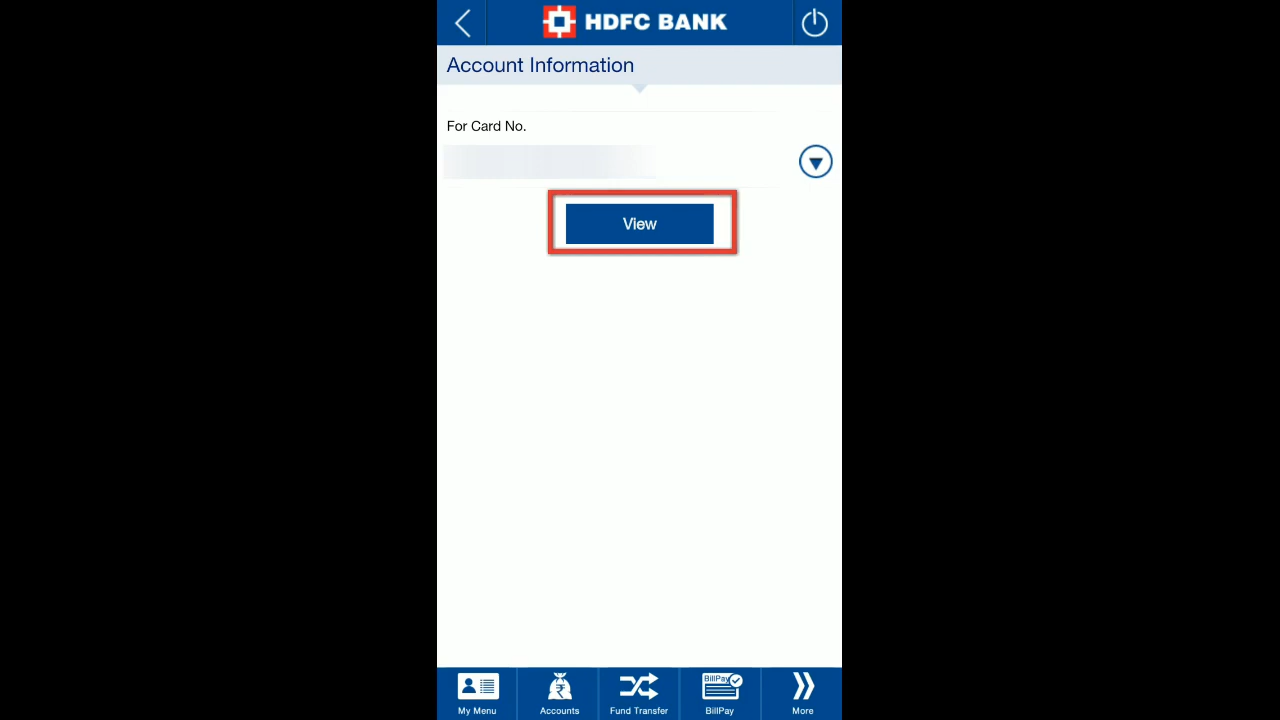 HDFC BANK
Account Information
For Card No.
View
BillPay
My Menu
Accounts
Fund Transfer
BillPay
More